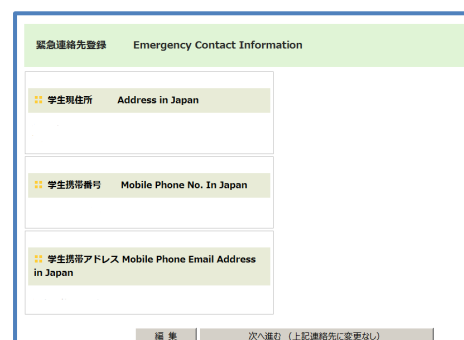 緊急連絡先登録 Emergency Contact Information
学生現住所 Address in Japan
学生携帯番号 Mobile Phone No. In Japan
学生携帯アドレス Mobile Phone Email Address
in Japan
編 集 次へ進む（上記連絡先に変更なし）